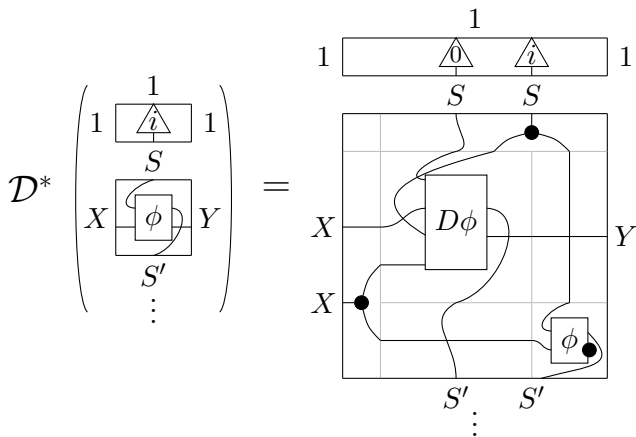 1
0 i
1 1
S S
1
i
1 1
S
𝒟* ( X ϕ Y ) =
S′
⋮
X Dϕ Y
X
ϕ
S′ S′
⋮